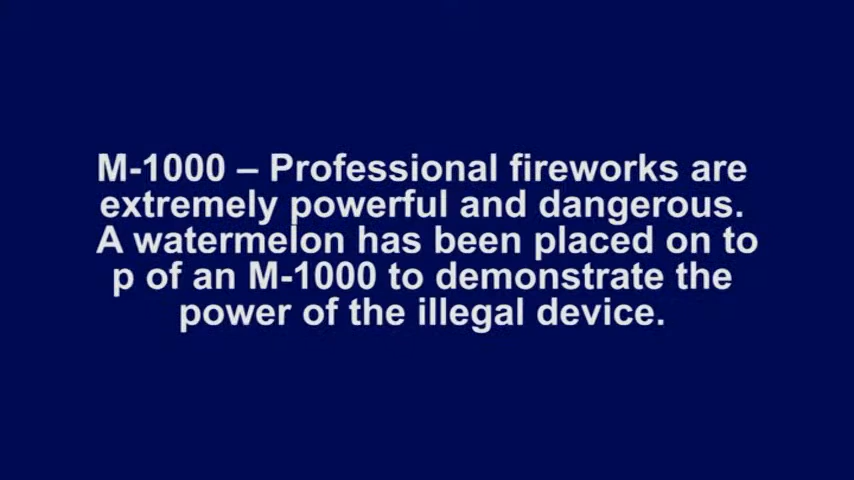 M-1000 – Professional fireworks are
extremely powerful and dangerous.
A watermelon has been placed on to
p of an M-1000 to demonstrate the
power of the illegal device.